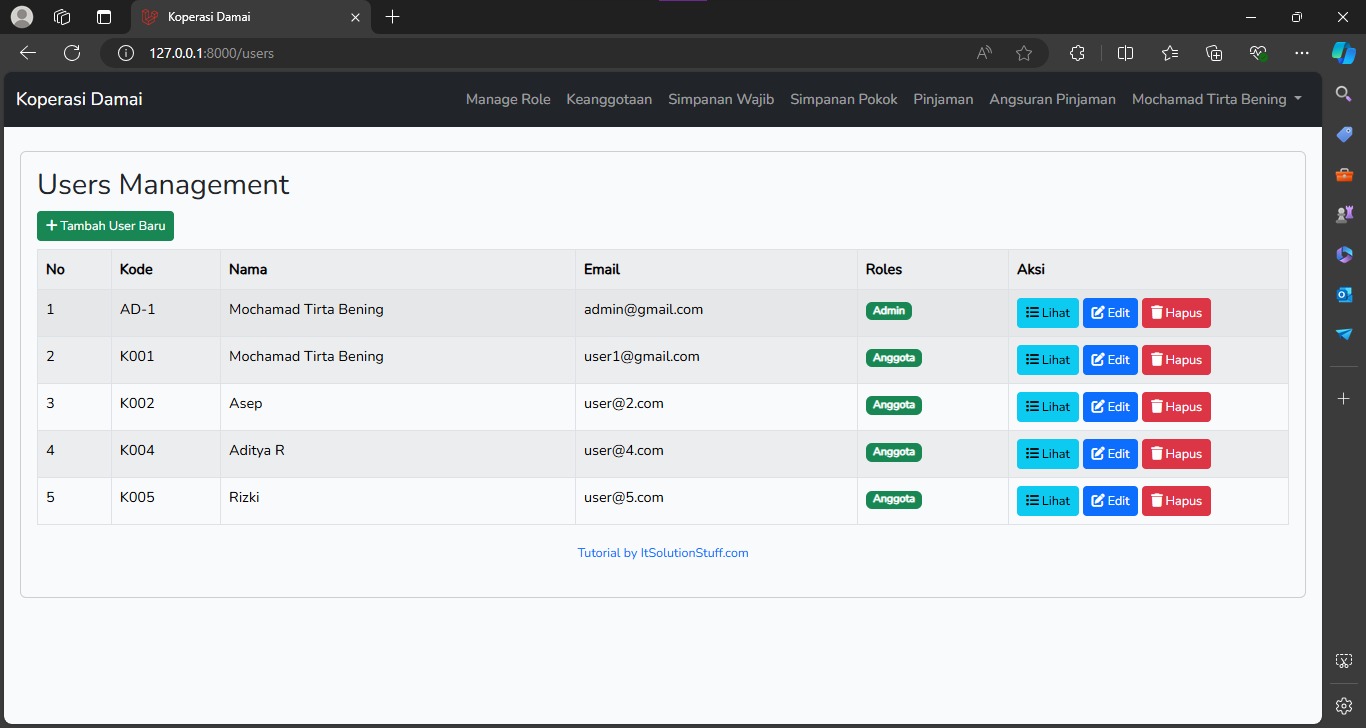 Koperasi Damai
127.0.0.1:8000/users
Koperasi Damai Manage Role Keanggotaan Simpanan Wajib Simpanan Pokok Pinjaman Angsuran Pinjaman Mochamad Tirta Bening
Users Management
+ Tambah User Baru
No Kode Nama Email Roles Aksi
1 AD-1 Mochamad Tirta Bening admin@gmail.com Admin Lihat Edit Hapus
2 K001 Mochamad Tirta Bening user1@gmail.com Anggota Lihat Edit Hapus
3 K002 Asep user@2.com Anggota Lihat Edit Hapus
4 K004 Aditya R user@4.com Anggota Lihat Edit Hapus
5 K005 Rizki user@5.com Anggota Lihat Edit Hapus
Tutorial by ItSolutionStuff.com